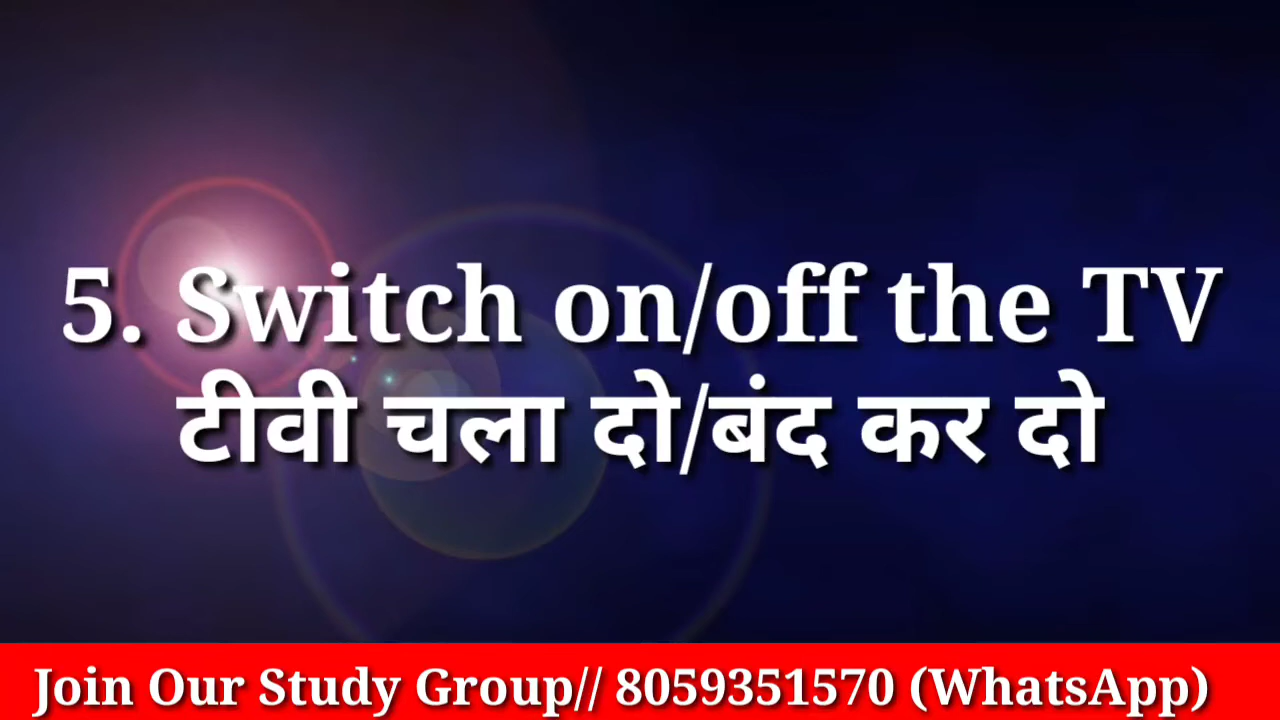 5. Switch on/off the TV
टीवी चला दो/बंद कर दो
Join Our Study Group// 8059351570 (WhatsApp)